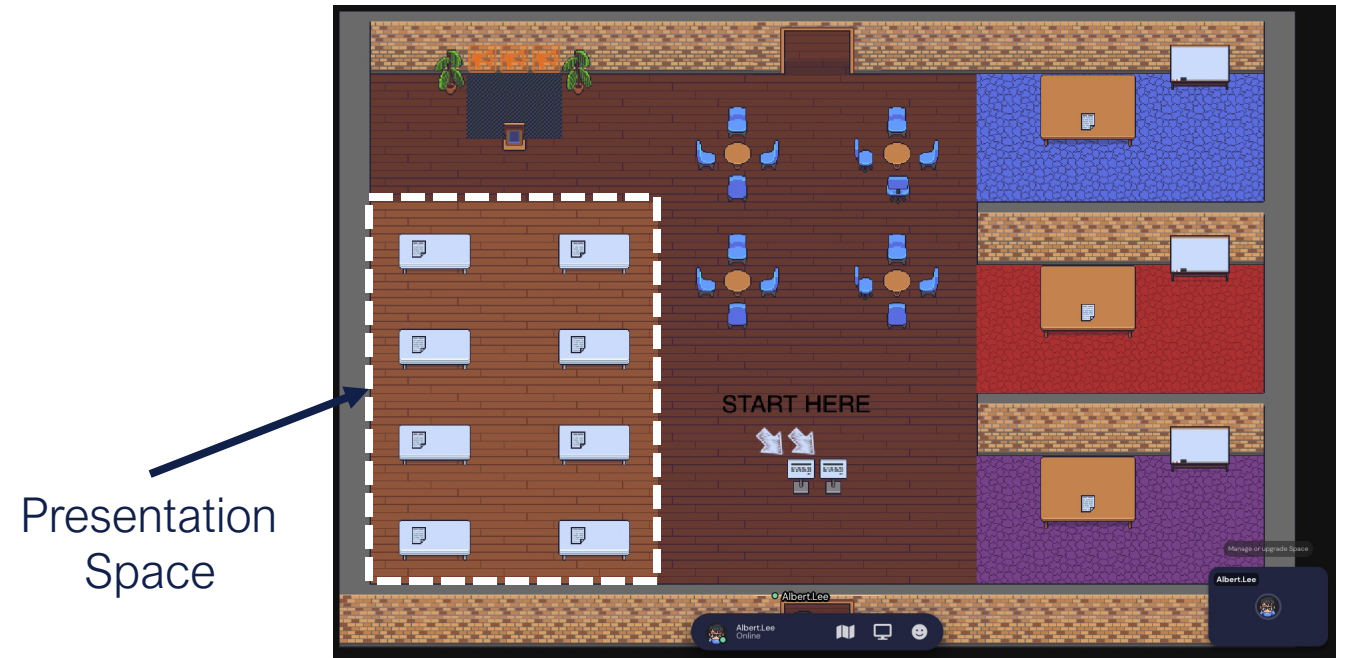 Presentation
Space
START HERE
Manage or upgrade Space
Albert.Lee
Albert.Lee
Albert.Lee
Online